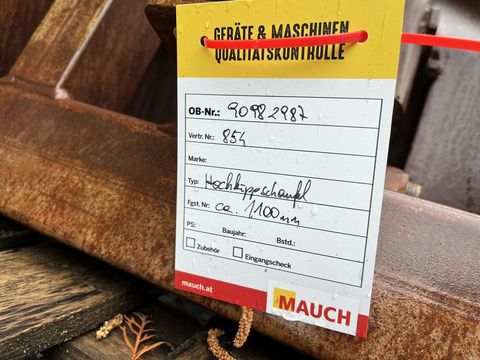 GERÄTE & MASCHINEN
QUALITÄTSKONTROLLE
OB-Nr.: 90982987
Vertr. Nr.: 854
Marke:
Typ: Hochkippschaufel
Fgst. Nr: ca. 1100mm
PS: Baujahr: Bstd.:
Zubehör Eingangscheck
mauch.at
MAUCH